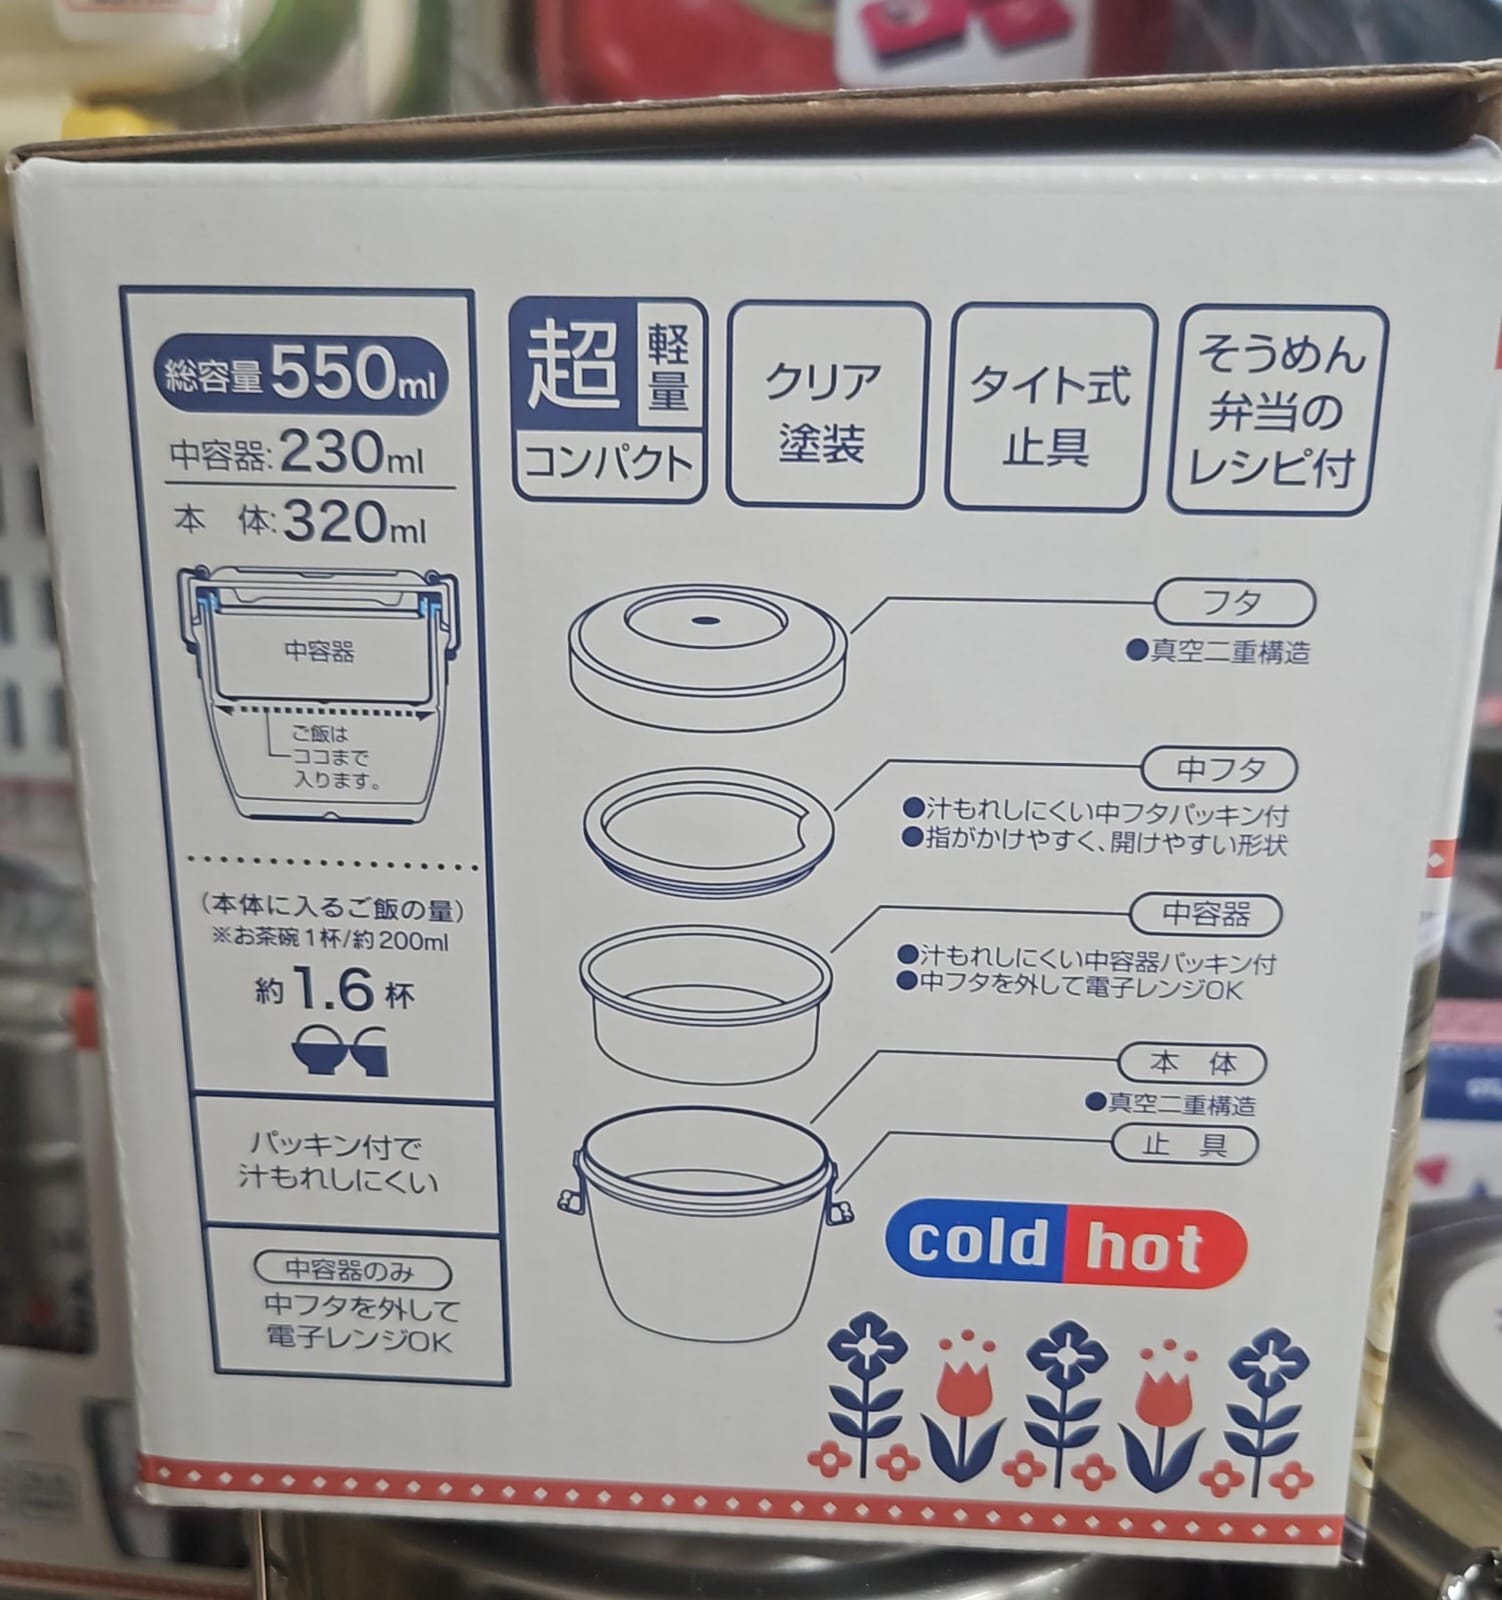 総容量550ml
中容器:230ml
本 体:320ml
中容器
ご飯は
ココまで
入ります。
(本体に入るご飯の量)
※お茶碗1杯/約200ml
約1.6杯
パッキン付で
汁もれしにくい
中容器のみ
中フタを外して
電子レンジOK
超軽量
コンパクト
クリア
塗装
タイト式
止具
そうめん
弁当の
レシピ付
フタ
●真空二重構造
中フタ
●汁もれしにくい中フタパッキン付
●指がかけやすく、開けやすい形状
中容器
●汁もれしにくい中容器パッキン付
●中フタを外して電子レンジOK
本 体
●真空二重構造
止 具
cold hot